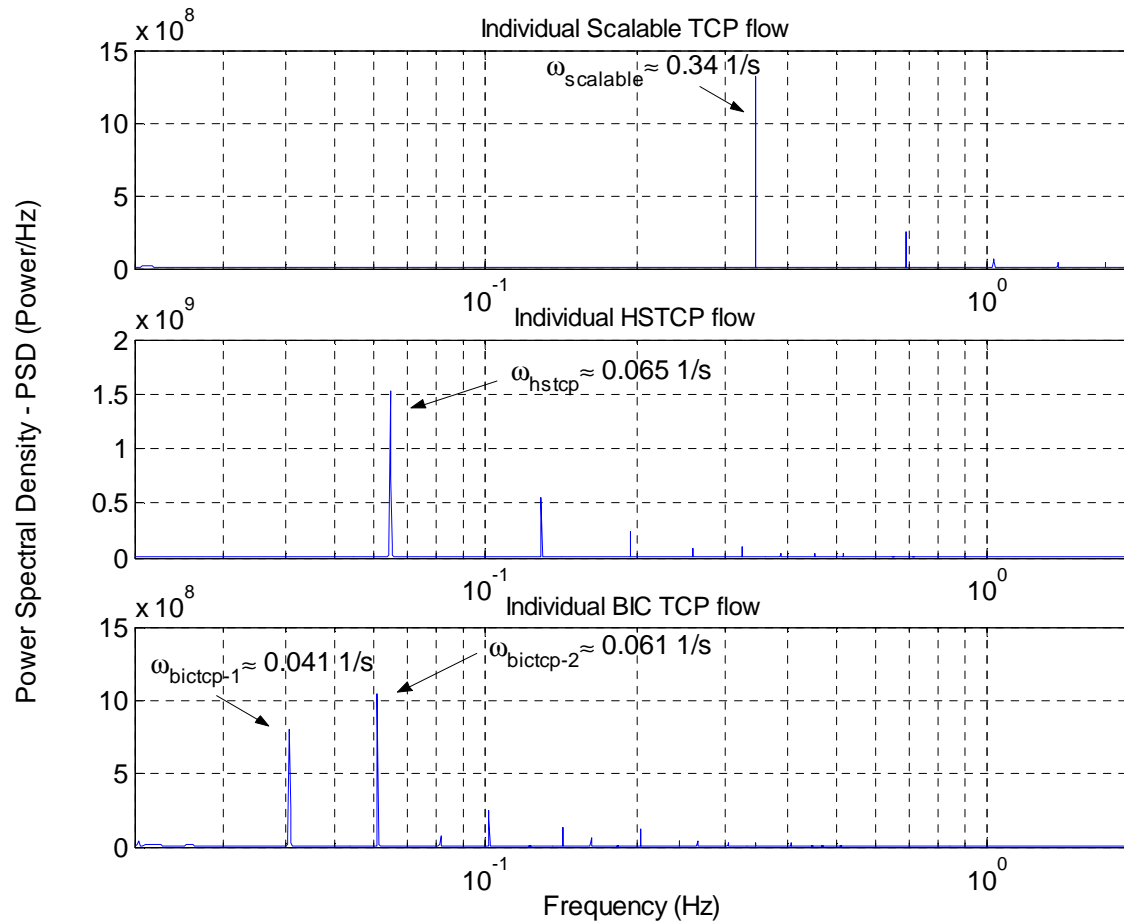 x 10^8
Individual Scalable TCP flow
ω_scalable ≈ 0.34 1/s
15
10
5
0
10^-1
10^0
x 10^9
Individual HSTCP flow
ω_hstcp ≈ 0.065 1/s
2
1.5
1
0.5
0
10^-1
10^0
x 10^8
Individual BIC TCP flow
ω_bictcp-1 ≈ 0.041 1/s
ω_bictcp-2 ≈ 0.061 1/s
15
10
5
0
10^-1
10^0
Frequency (Hz)
Power Spectral Density - PSD (Power/Hz)